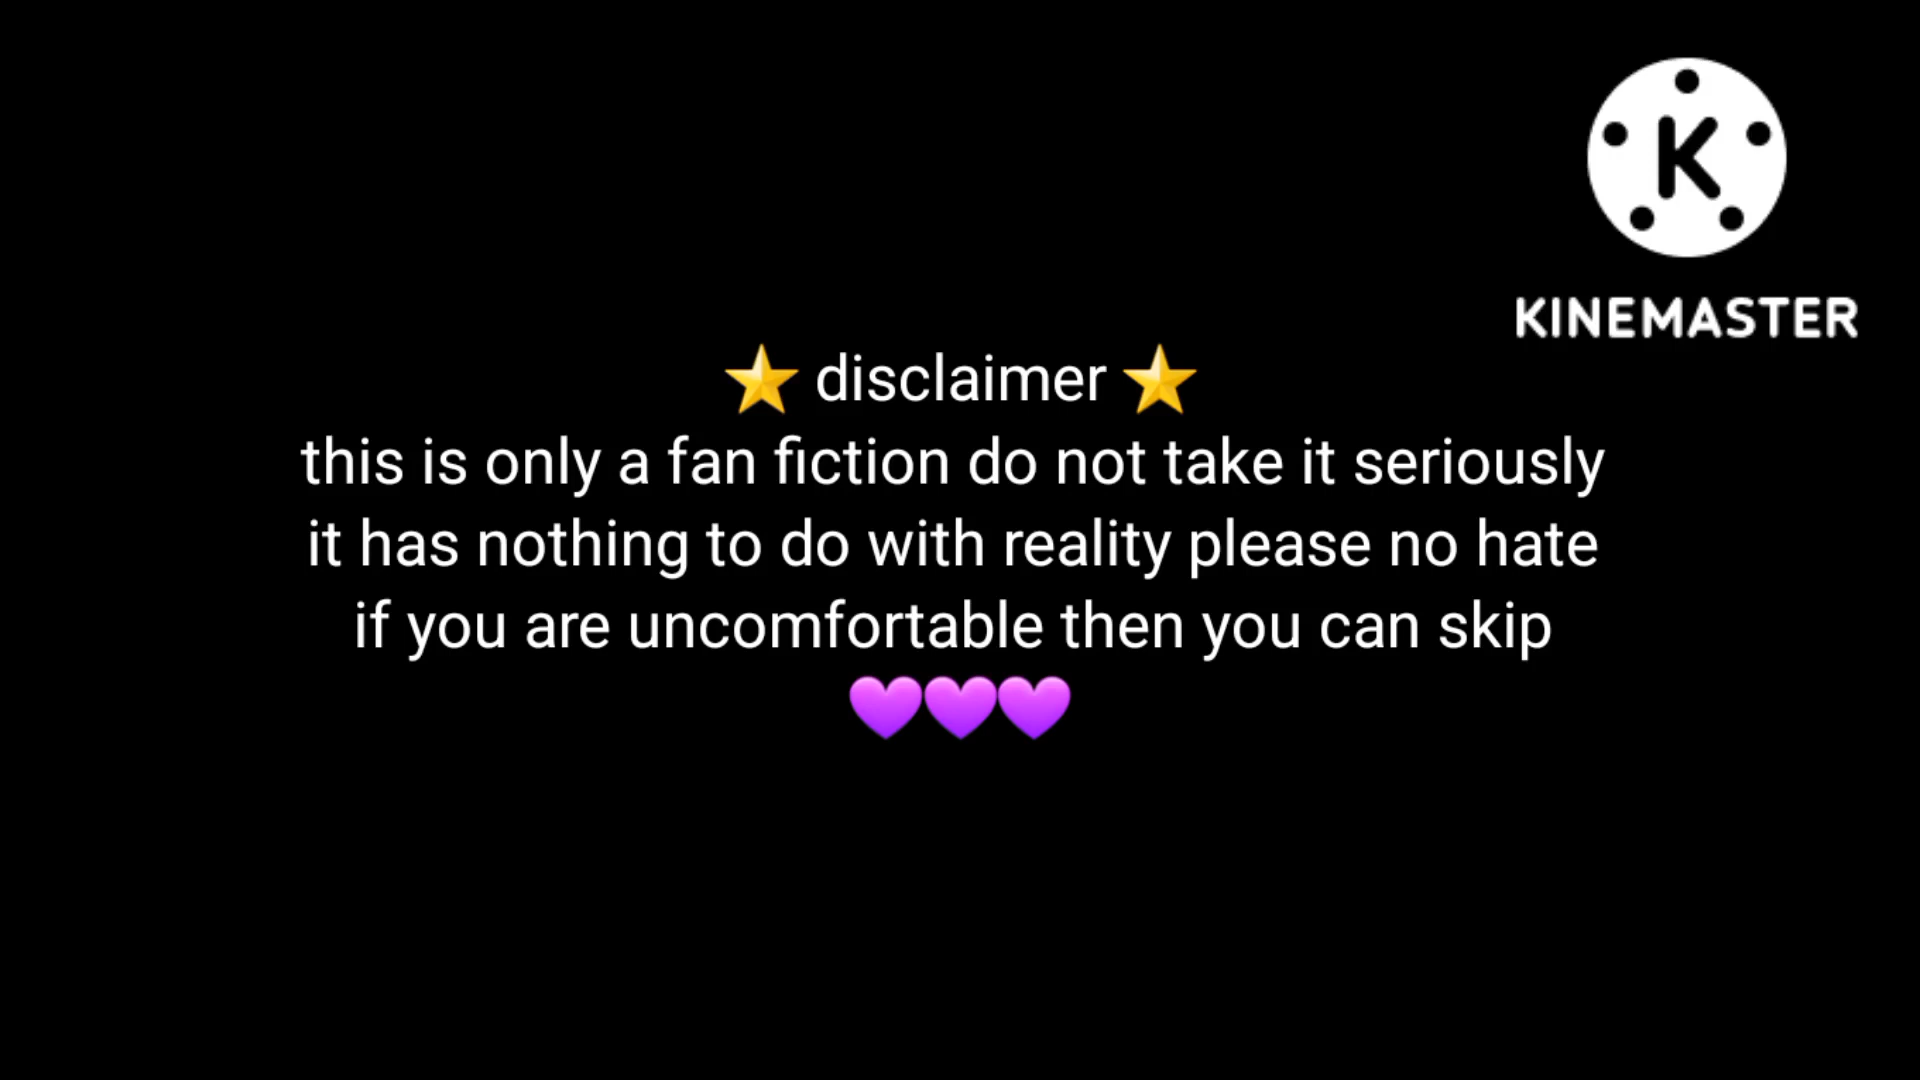 K
KINEMASTER
⭐ disclaimer ⭐
this is only a fan fiction do not take it seriously
it has nothing to do with reality please no hate
if you are uncomfortable then you can skip
💜💜💜